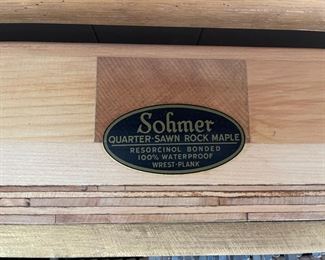 Sohmer
QUARTER-SAWN ROCK MAPLE
RESORCINOL BONDED
100% WATERPROOF
WREST-PLANK